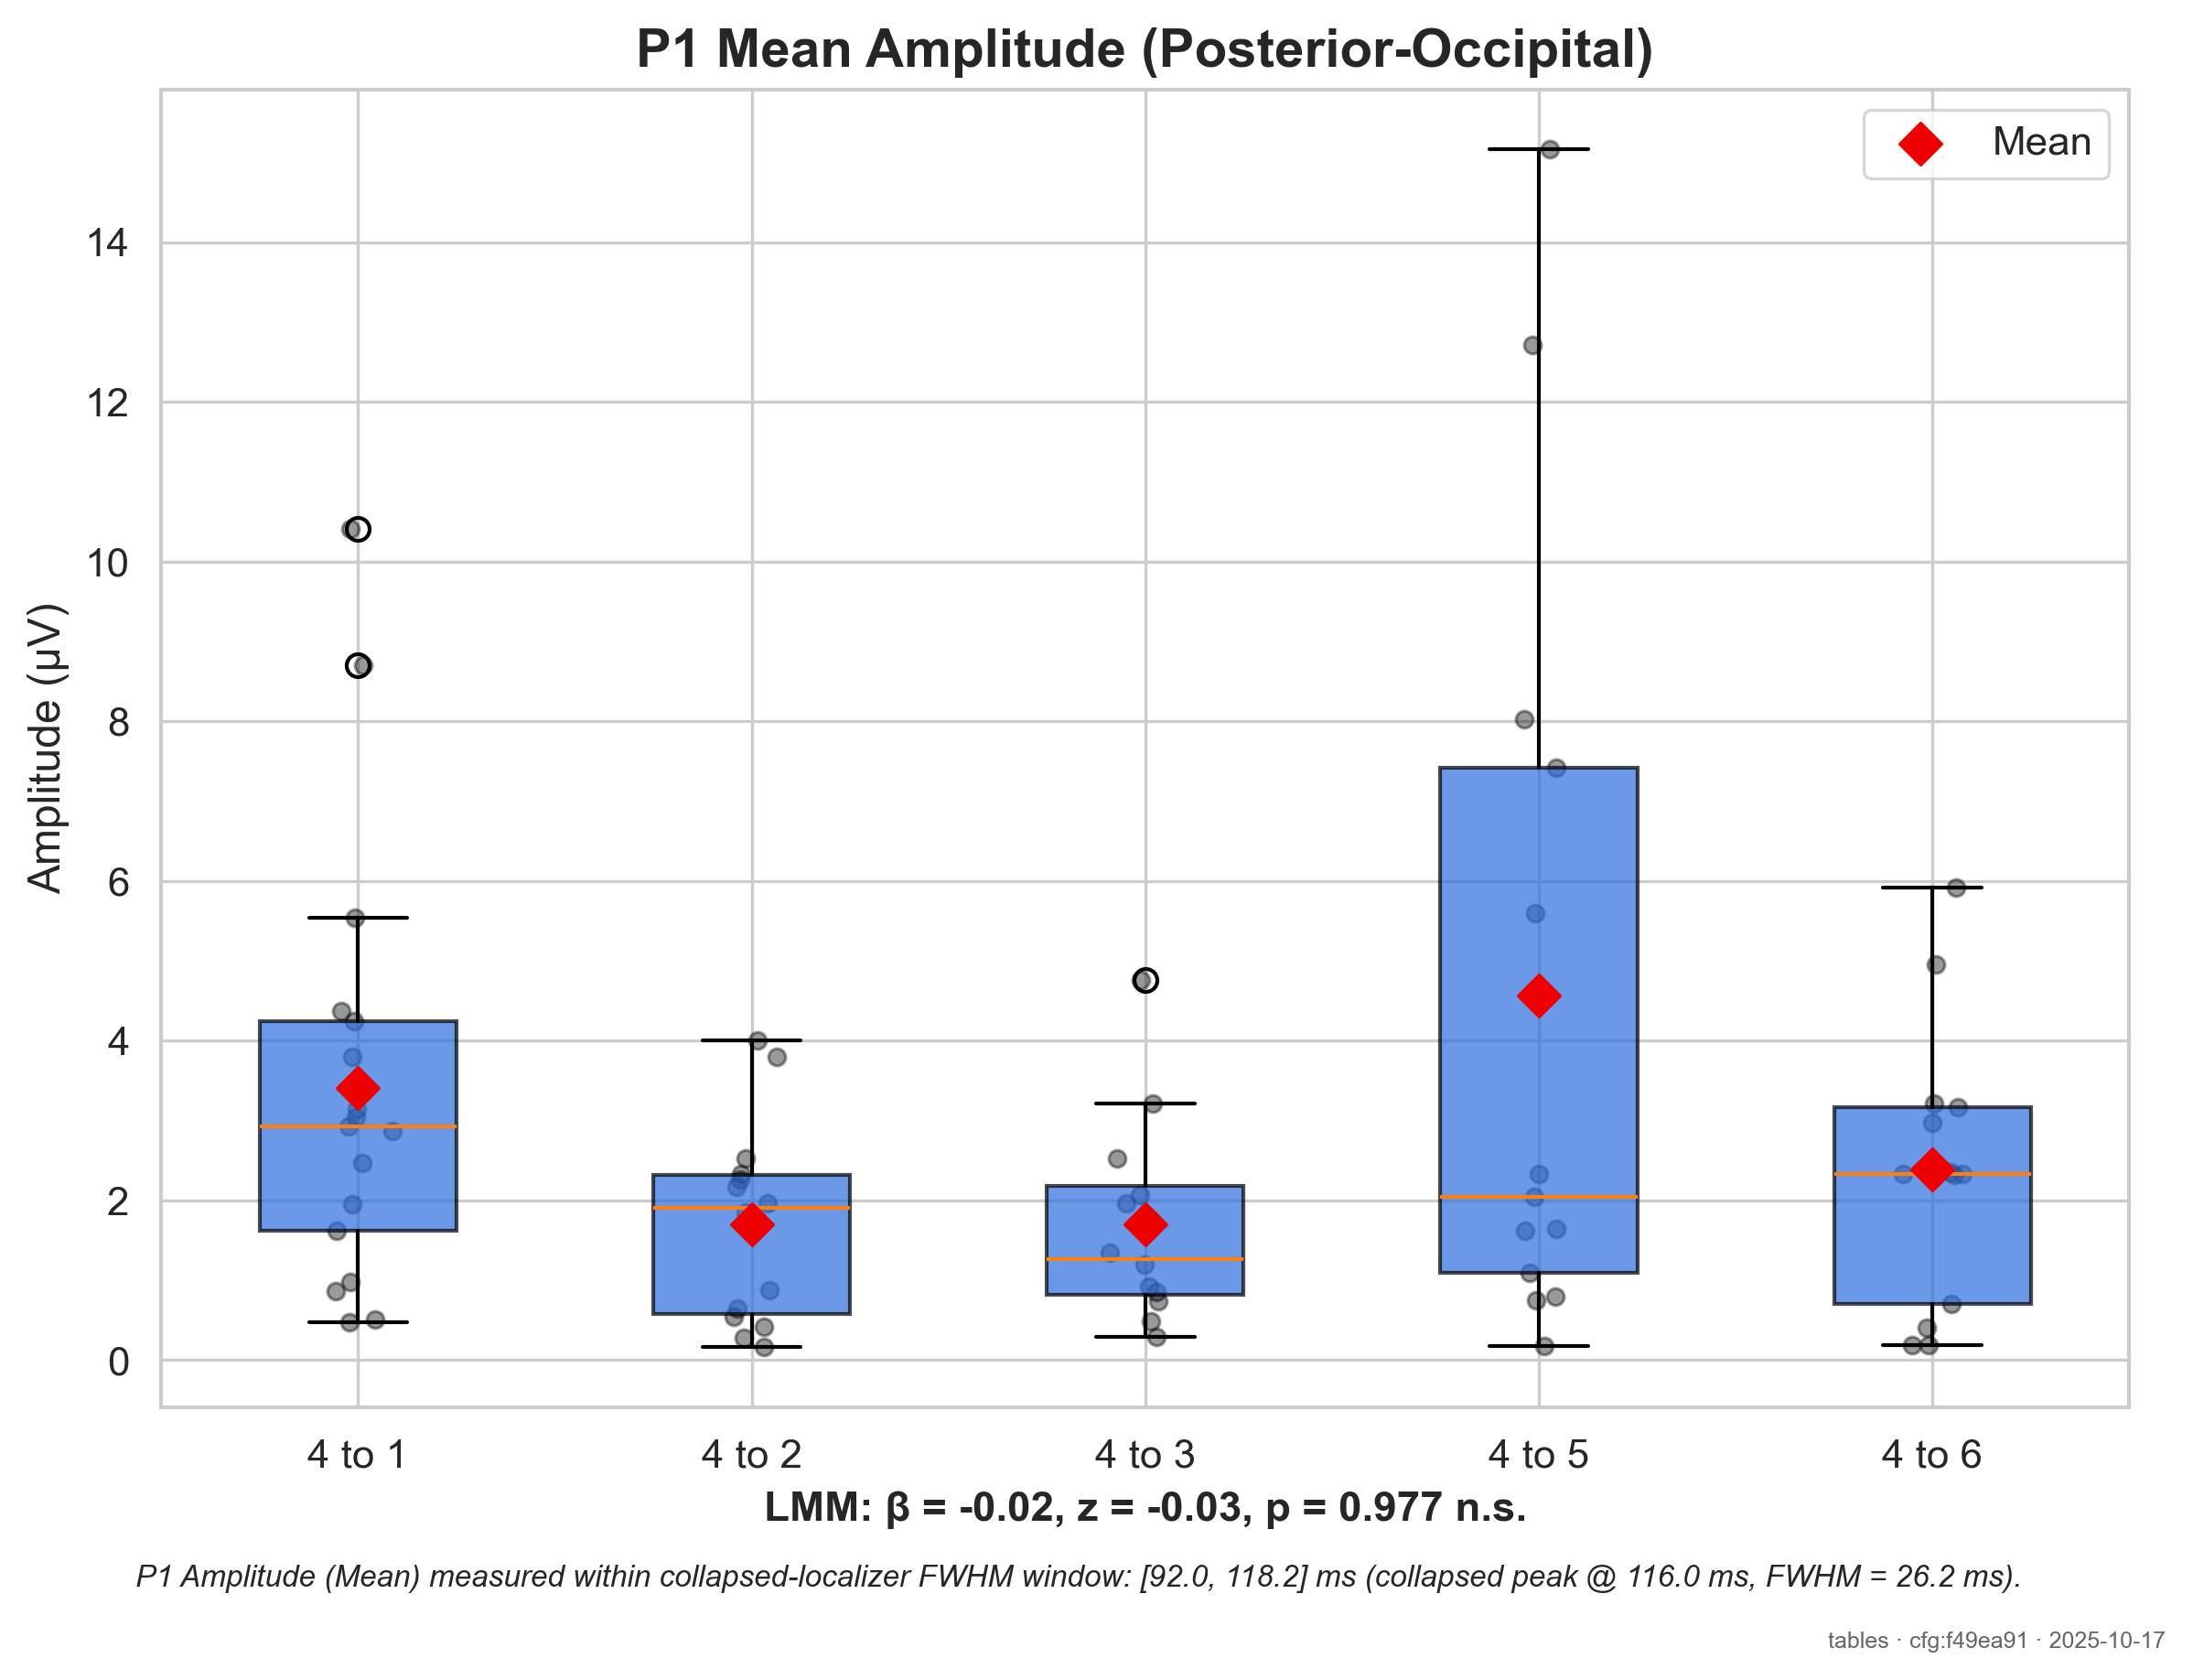 P1 Mean Amplitude (Posterior-Occipital)
Mean
Amplitude (µV)
14
12
10
8
6
4
2
0
4 to 1
4 to 2
4 to 3
4 to 5
4 to 6
LMM: β = -0.02, z = -0.03, p = 0.977 n.s.
P1 Amplitude (Mean) measured within collapsed-localizer FWHM window: [92.0, 118.2] ms (collapsed peak @ 116.0 ms, FWHM = 26.2 ms).
tables · cfg:f49ea91 · 2025-10-17